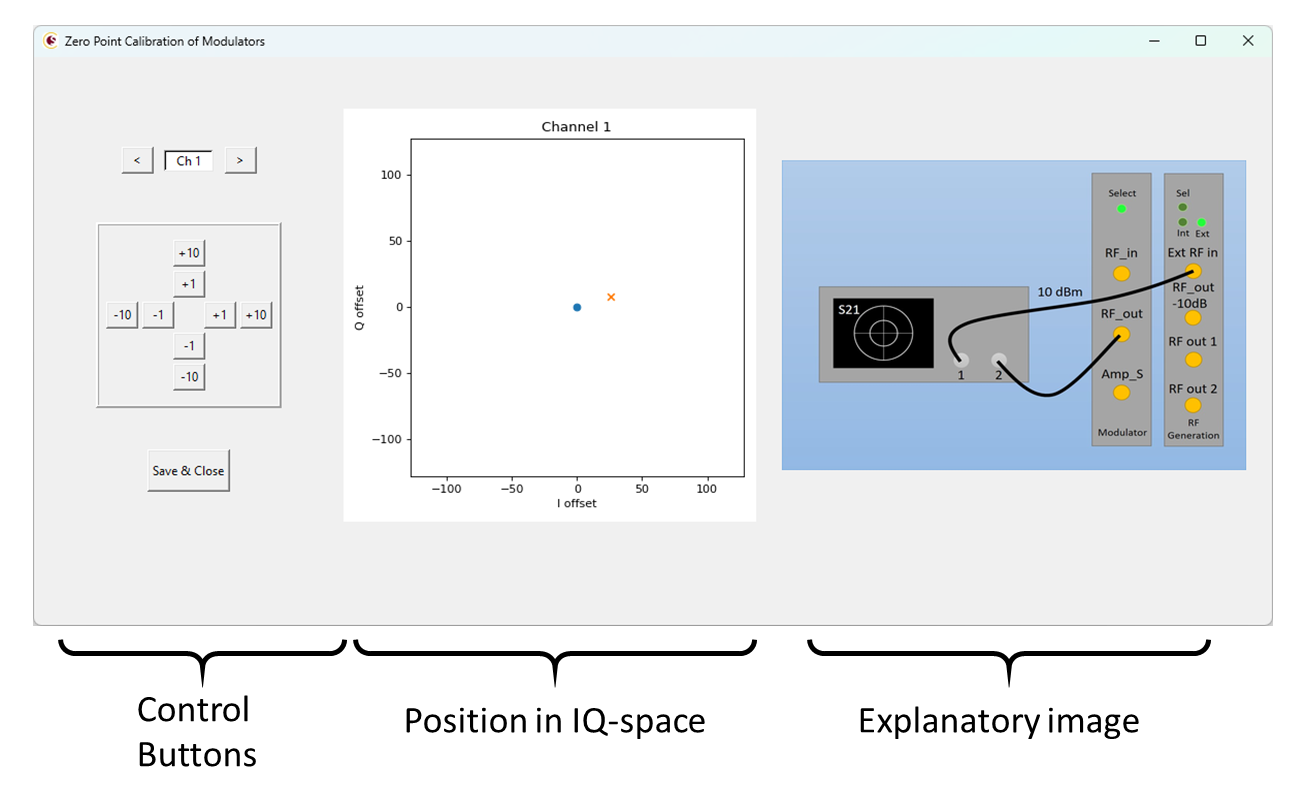 Zero Point Calibration of Modulators
< Ch 1 >
+10
+1
-10 -1 +1 +10
-1
-10
Save & Close
Channel 1
Q offset
100
50
0
−50
−100
−100 −50 0 50 100
I offset
S21
1 2
10 dBm
Select
RF_in
RF_out
Amp_S
Modulator
Sel
Int Ext
Ext RF in
RF_out
-10dB
RF out 1
RF out 2
RF
Generation
Control
Buttons
Position in IQ-space
Explanatory image